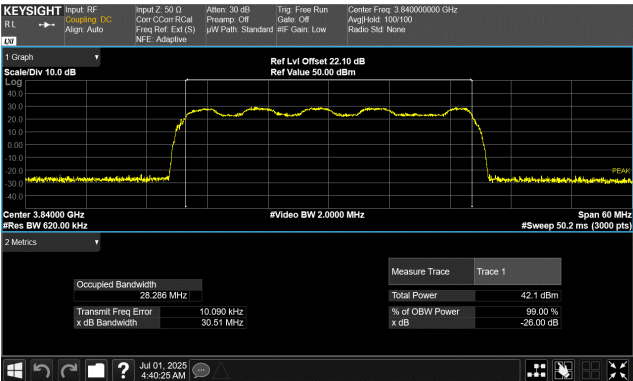 KEYSIGHT Input: RF Input Z: 50 Ω Atten: 30 dB Trig: Free Run Center Freq: 3.840000000 GHz
RL Coupling: DC Corr CCorr RCal Preamp: Off Gate: Off Avg|Hold: 100/100
Align: Auto Freq Ref: Ext (S) µW Path: Standard #IF Gain: Low Radio Std: None
LXI NFE: Adaptive
1 Graph
Ref Lvl Offset 22.10 dB
Scale/Div 10.0 dB Ref Value 50.00 dBm
Log
40.0
30.0
20.0
10.0
0.00
-10.0
-20.0 PEAK
-30.0
-40.0
Center 3.84000 GHz #Video BW 2.0000 MHz Span 60 MHz
#Res BW 620.00 kHz #Sweep 50.2 ms (3000 pts)
2 Metrics
Measure Trace Trace 1
Occupied Bandwidth
28.286 MHz Total Power 42.1 dBm
Transmit Freq Error 10.090 kHz % of OBW Power 99.00 %
x dB Bandwidth 30.51 MHz x dB -26.00 dB
? Jul 01, 2025
4:40:25 AM